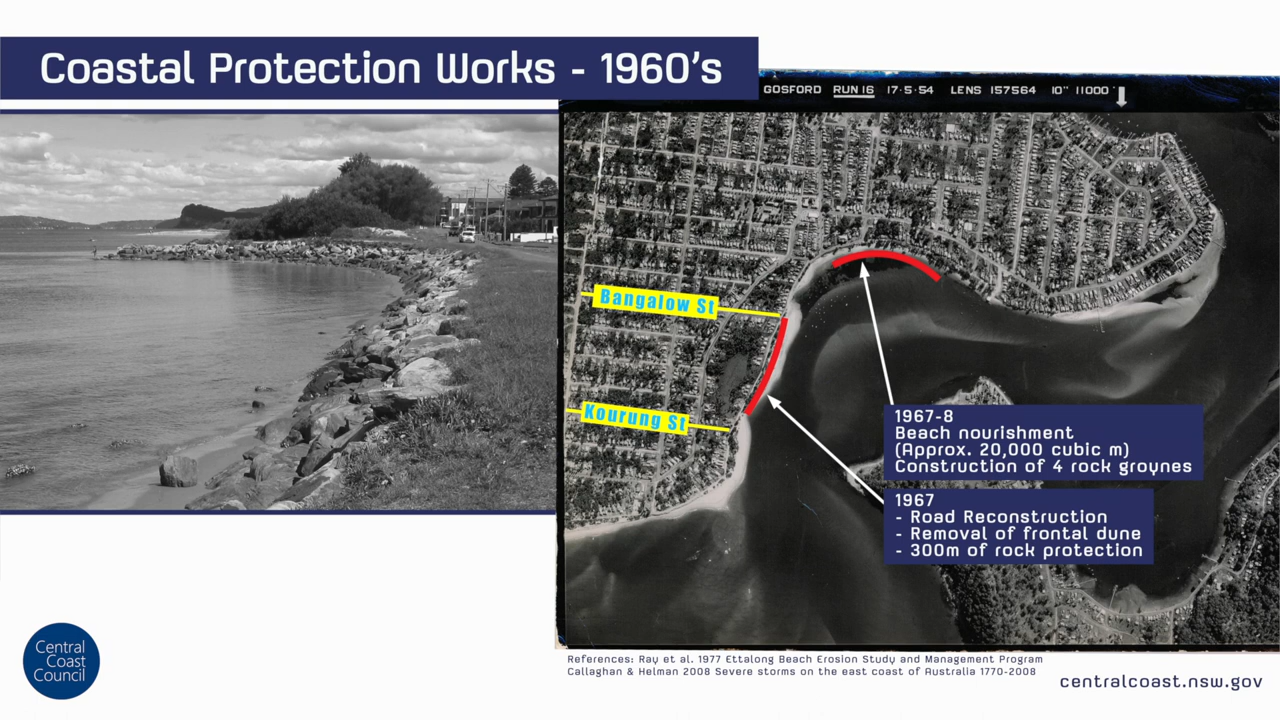 Coastal Protection Works - 1960's
GOSFORD RUN 16 17·5·54 LENS 157564 10" 11000'
Bangalow St
Kourung St
1967-8
Beach nourishment
(Approx. 20,000 cubic m)
Construction of 4 rock groynes
1967
- Road Reconstruction
- Removal of frontal dune
- 300m of rock protection
Central
Coast
Council
References: Ray et al. 1977 Ettalong Beach Erosion Study and Management Program
Callaghan & Helman 2008 Severe storms on the east coast of Australia 1770-2008
centralcoast.nsw.gov